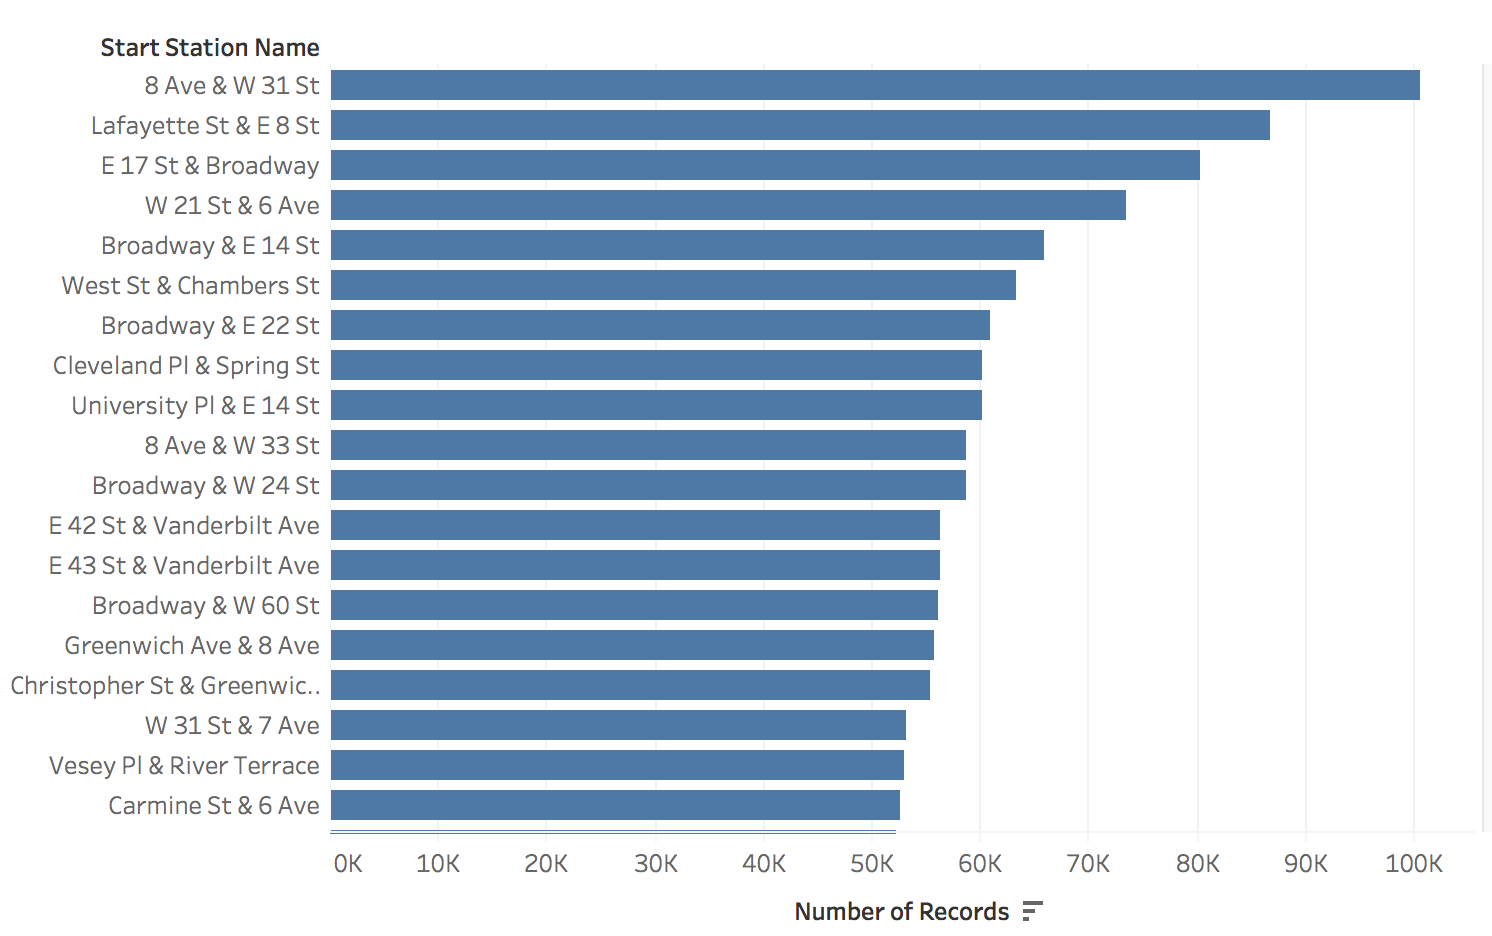 Start Station Name
8 Ave & W 31 St
Lafayette St & E 8 St
E 17 St & Broadway
W 21 St & 6 Ave
Broadway & E 14 St
West St & Chambers St
Broadway & E 22 St
Cleveland Pl & Spring St
University Pl & E 14 St
8 Ave & W 33 St
Broadway & W 24 St
E 42 St & Vanderbilt Ave
E 43 St & Vanderbilt Ave
Broadway & W 60 St
Greenwich Ave & 8 Ave
Christopher St & Greenwic..
W 31 St & 7 Ave
Vesey Pl & River Terrace
Carmine St & 6 Ave
0K 10K 20K 30K 40K 50K 60K 70K 80K 90K 100K
Number of Records